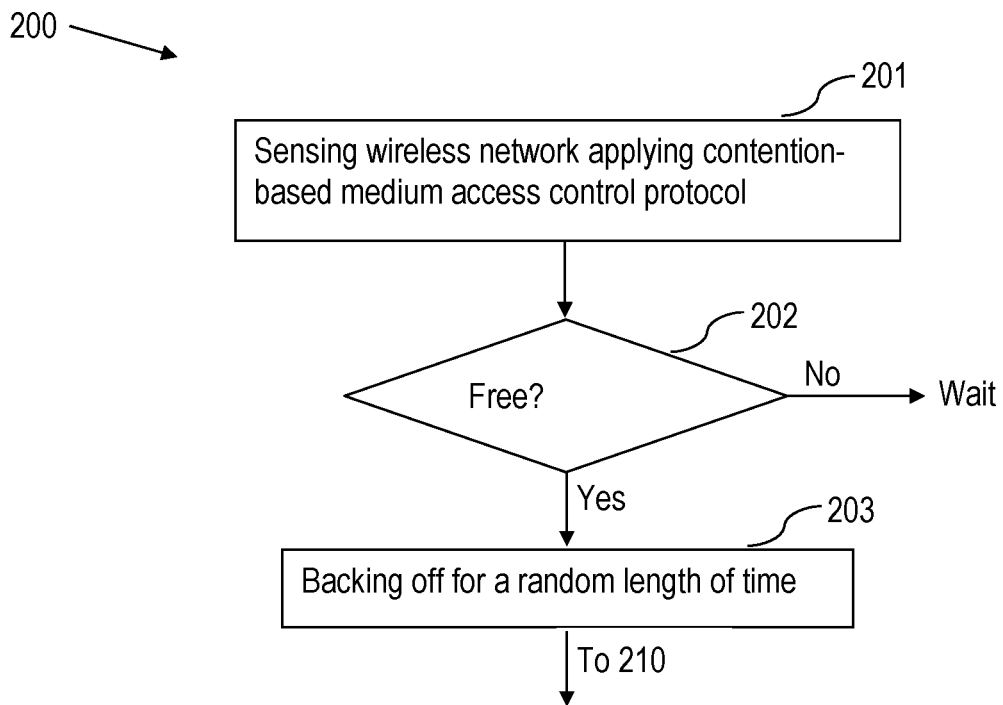 200
201
Sensing wireless network applying contention-
based medium access control protocol
202
Free?
No
Wait
Yes
203
Backing off for a random length of time
To 210